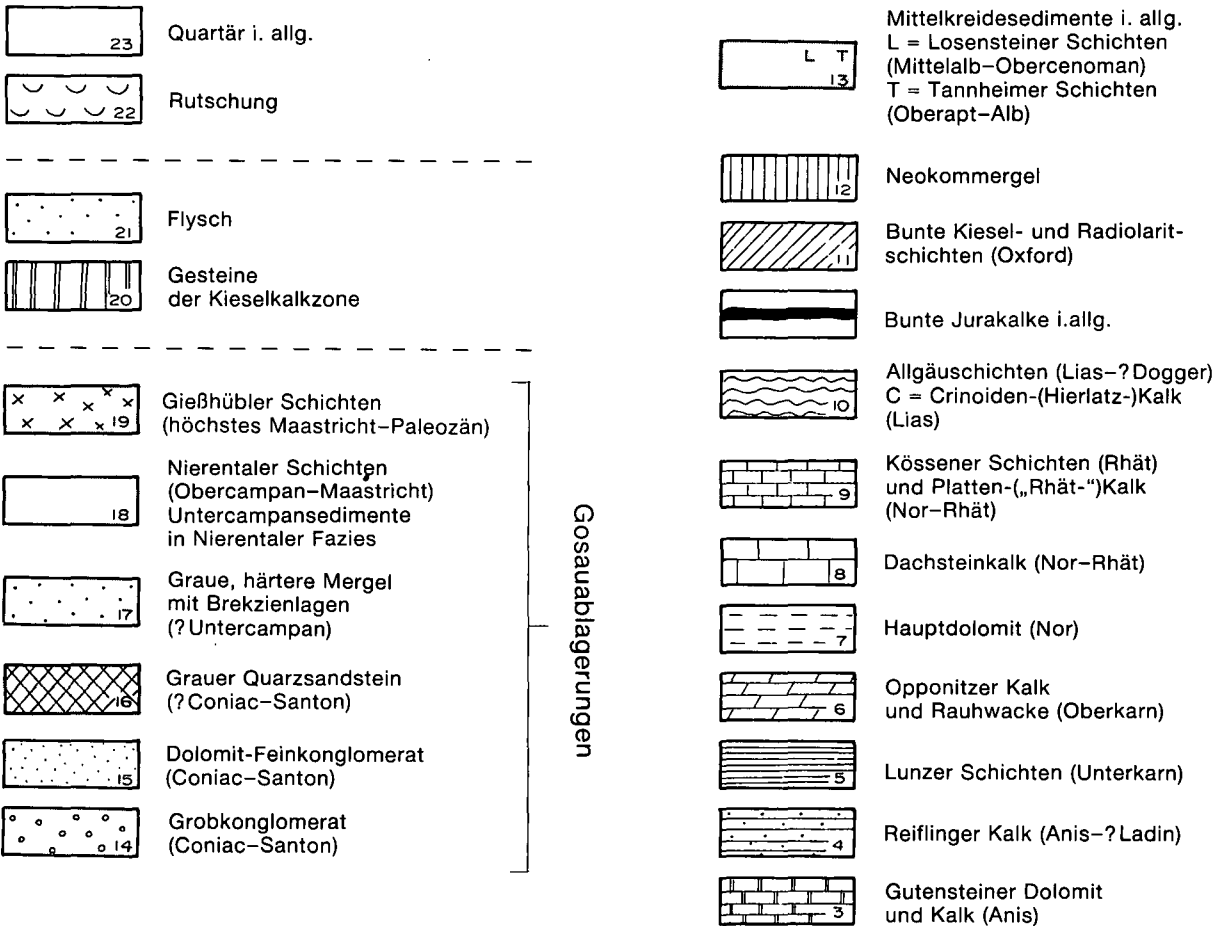 23
Quartär i. allg.
22
Rutschung
21
Flysch
20
Gesteine
der Kieselkalkzone
19
Gießhübler Schichten
(höchstes Maastricht–Paleozän)
18
Nierentaler Schichten
(Obercampan–Maastricht)
Untercampansedimente
in Nierentaler Fazies
17
Graue, härtere Mergel
mit Brekzienlagen
(?Untercampan)
16
Grauer Quarzsandstein
(?Coniac–Santon)
15
Dolomit-Feinkonglomerat
(Coniac–Santon)
14
Grobkonglomerat
(Coniac–Santon)
Gosauablagerungen
L T
13
Mittelkreidesedimente i. allg.
L = Losensteiner Schichten
(Mittelalb–Obercenoman)
T = Tannheimer Schichten
(Oberapt–Alb)
12
Neokommergel
11
Bunte Kiesel- und Radiolarit-
schichten (Oxford)
Bunte Jurakalke i.allg.
10
Allgäuschichten (Lias–?Dogger)
C = Crinoiden-(Hierlatz-)Kalk
(Lias)
9
Kössener Schichten (Rhät)
und Platten-(„Rhät-“)Kalk
(Nor–Rhät)
8
Dachsteinkalk (Nor–Rhät)
7
Hauptdolomit (Nor)
6
Opponitzer Kalk
und Rauhwacke (Oberkarn)
5
Lunzer Schichten (Unterkarn)
4
Reiflinger Kalk (Anis–?Ladin)
3
Gutensteiner Dolomit
und Kalk (Anis)